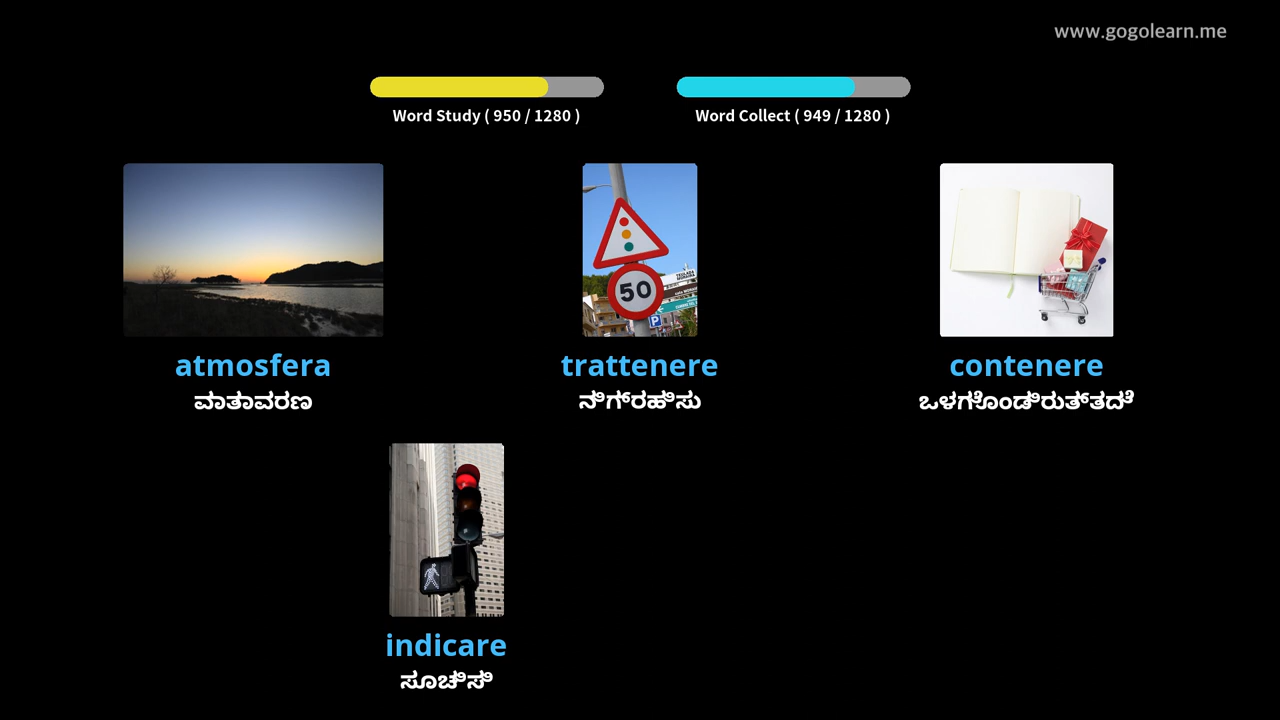 www.gogolearn.me
Word Study ( 950 / 1280 )
Word Collect ( 949 / 1280 )
50
P
atmosfera
trattenere
contenere
ವಾತಾವರಣ
ನಿಗ್ರಹಿಸು
ಒಳಗೊಂಡಿರುತ್ತದೆ
indicare
ಸೂಚಿಸಿ